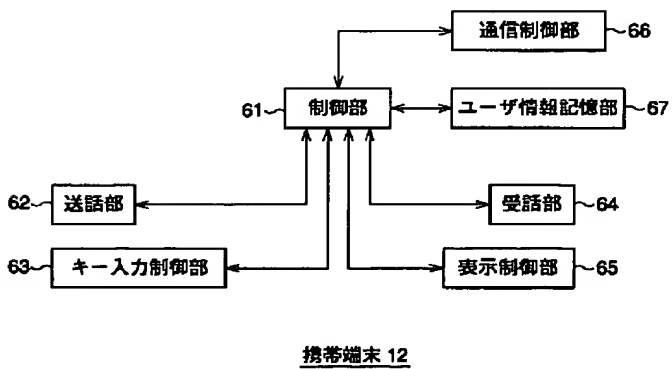 通信制御部 66
61 制御部 ユーザ情報記憶部 67
62 送話部 受話部 64
63 キー入力制御部 表示制御部 65
携帯端末 12